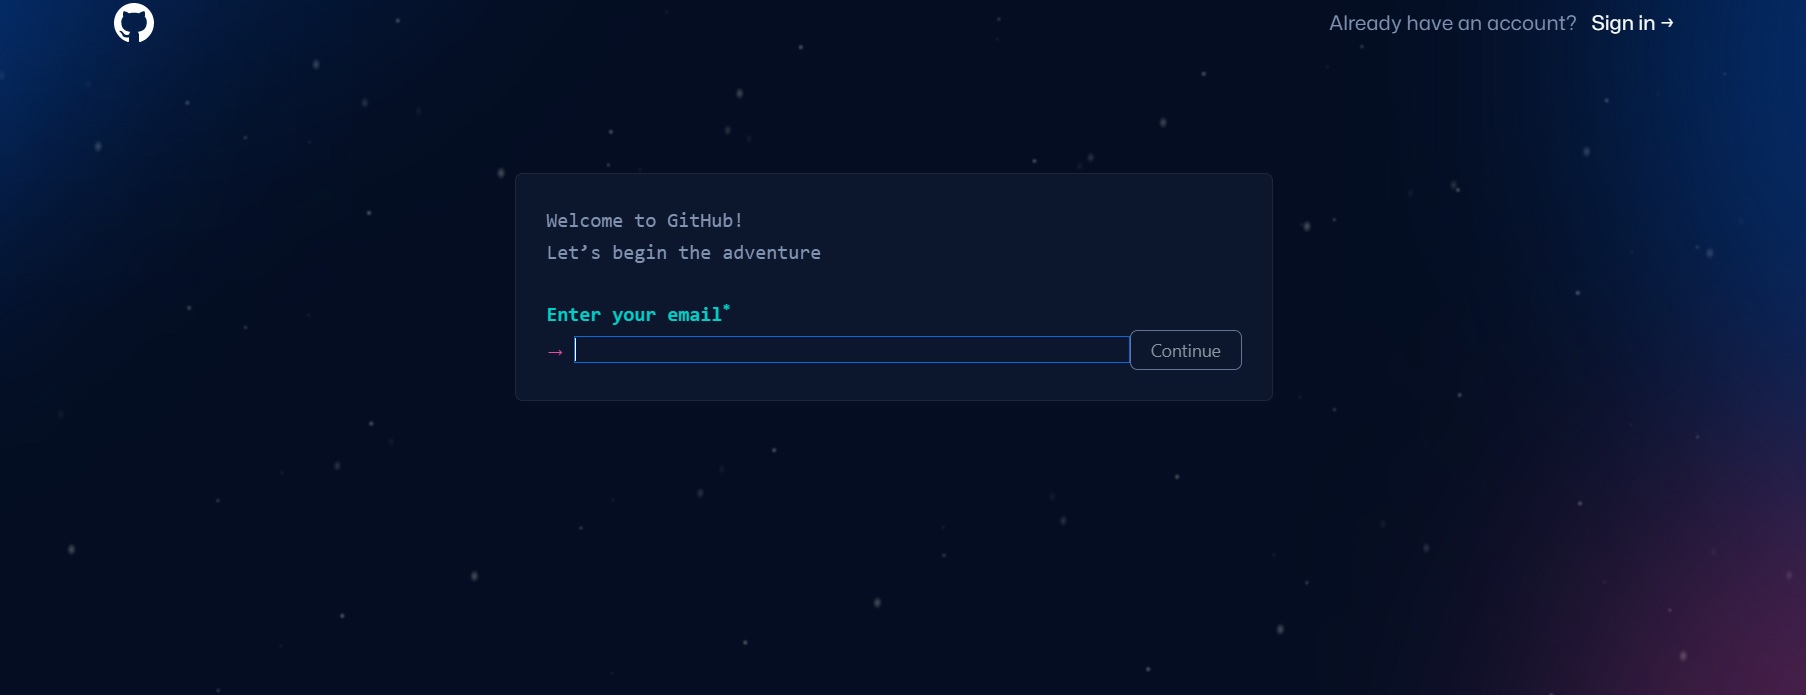 Already have an account? Sign in →
Welcome to GitHub!
Let’s begin the adventure
Enter your email*
→ Continue